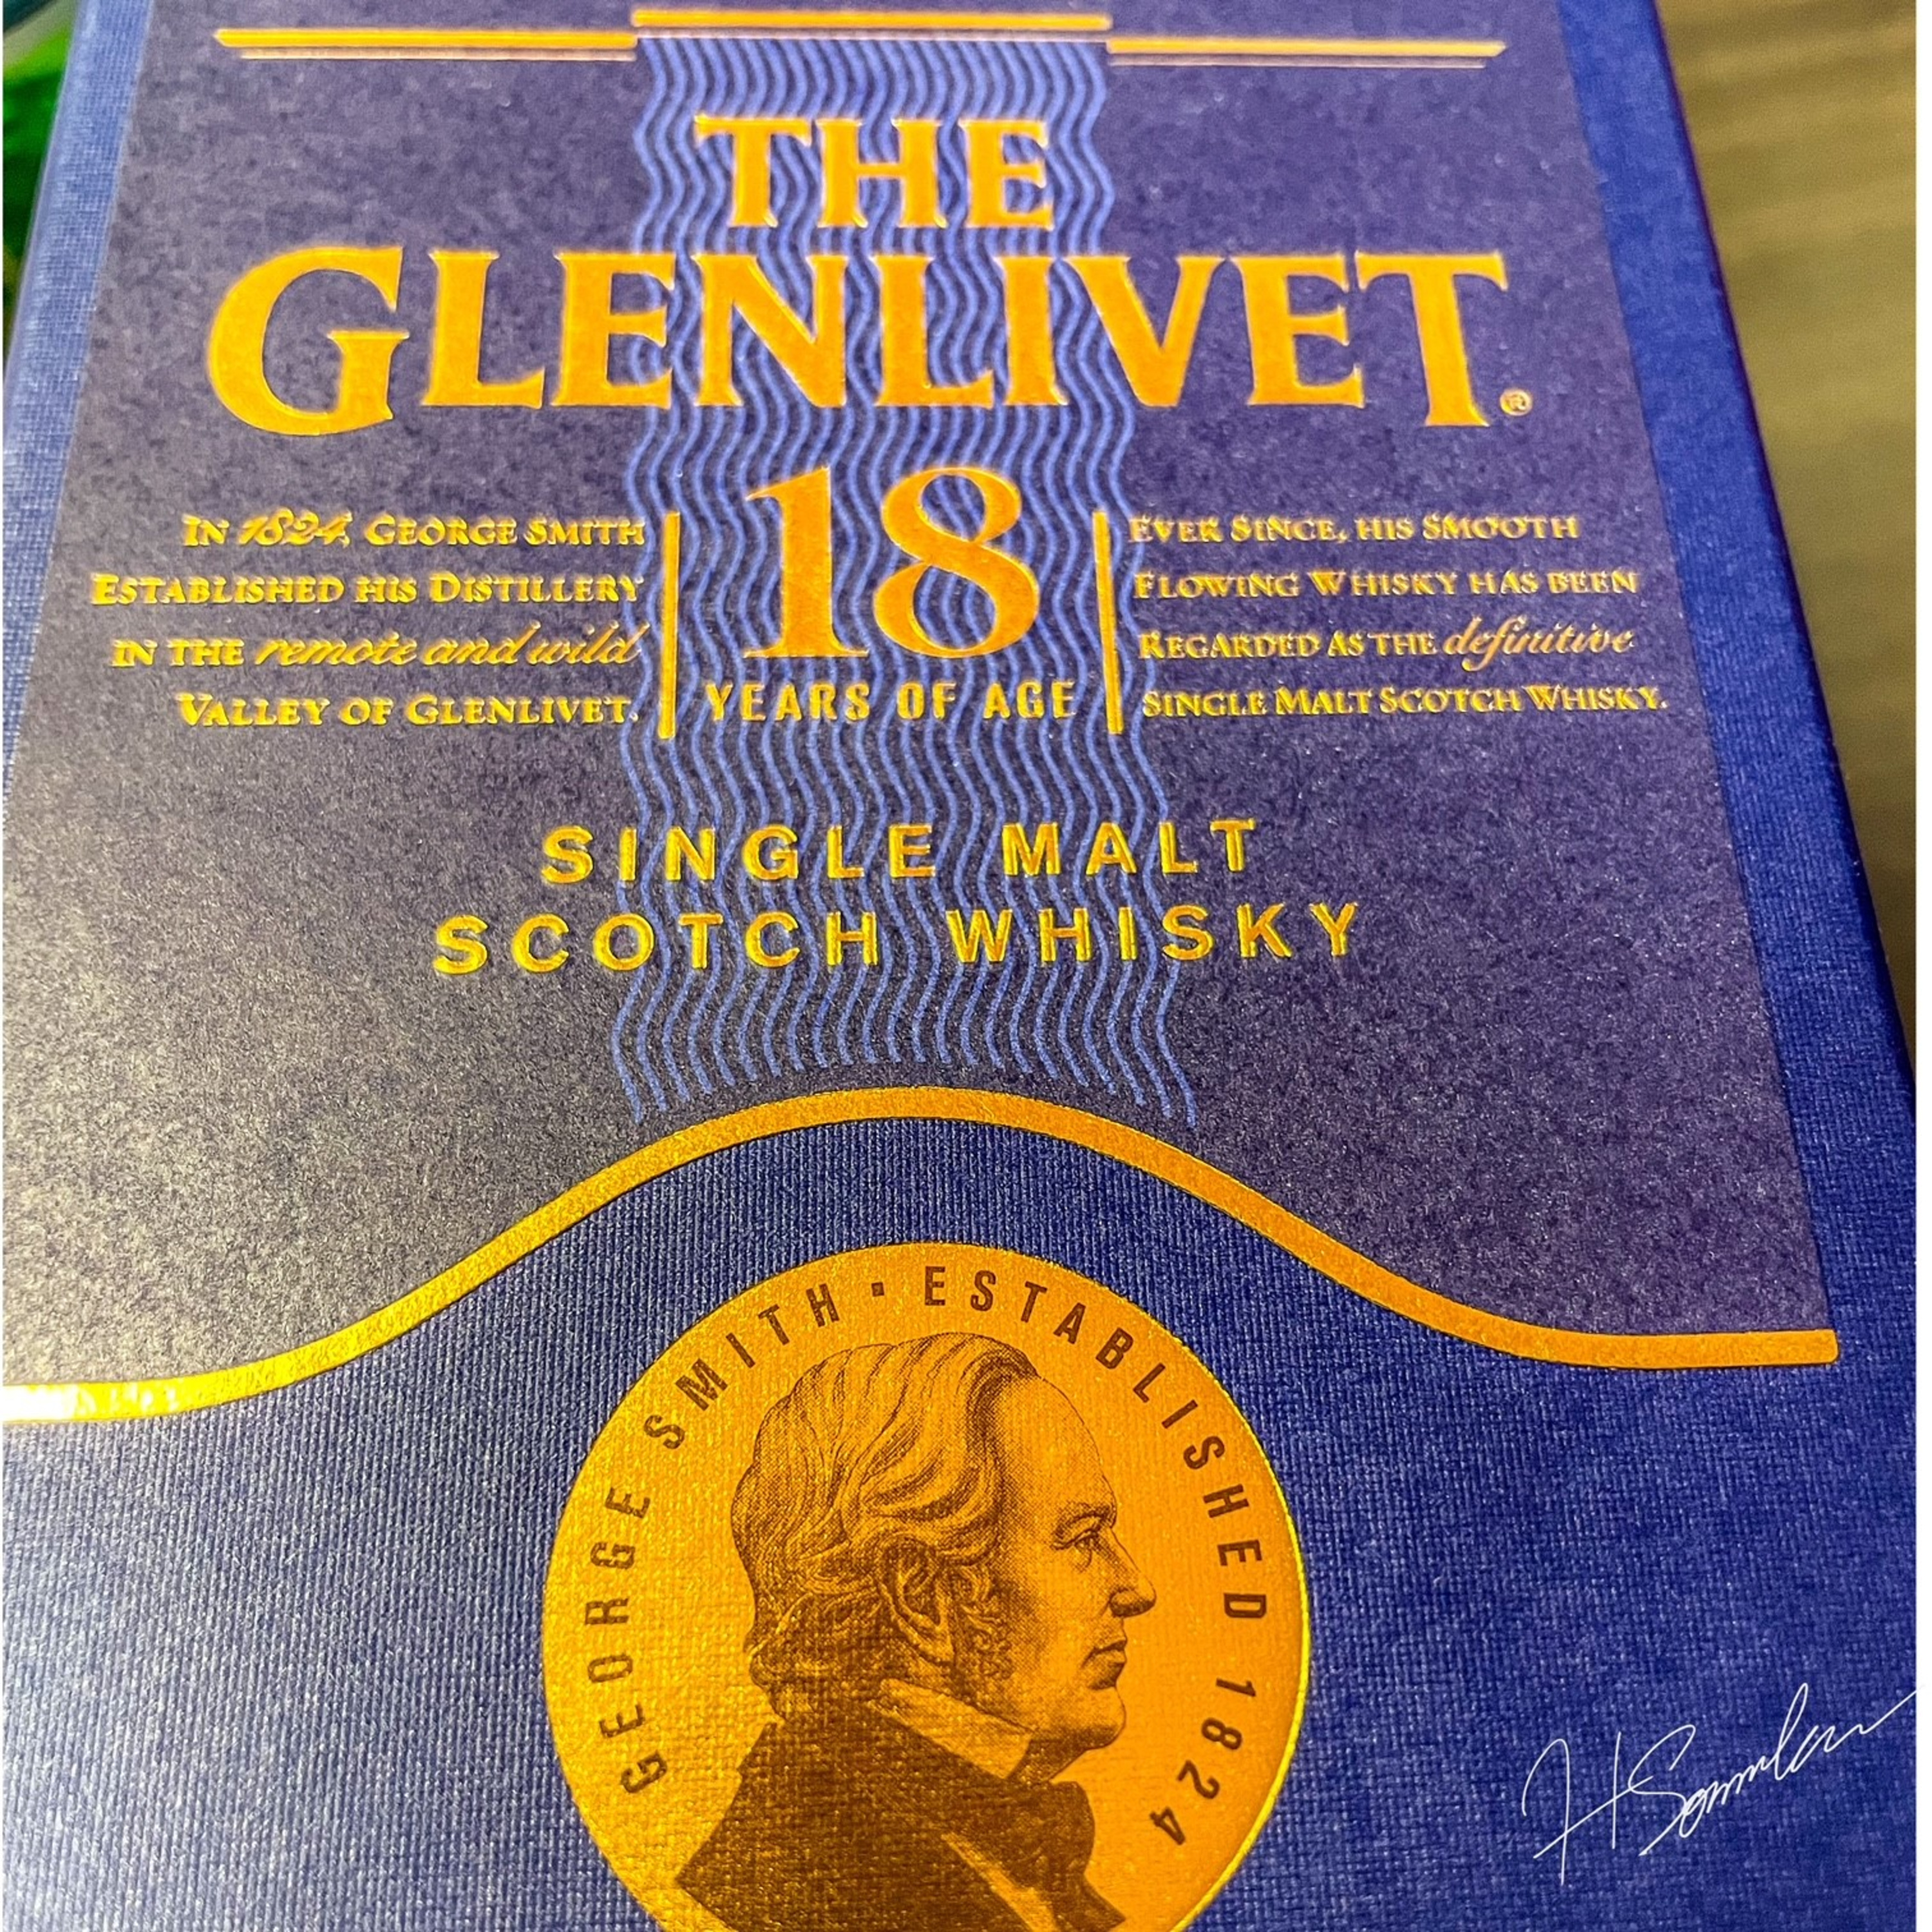 THE
GLENLIVET®
18
YEARS OF AGE
IN 1824, GEORGE SMITH
ESTABLISHED HIS DISTILLERY
IN THE remote and wild
VALLEY OF GLENLIVET.
EVER SINCE, HIS SMOOTH
FLOWING WHISKY HAS BEEN
REGARDED AS THE definitive
SINGLE MALT SCOTCH WHISKY.
SINGLE MALT
SCOTCH WHISKY
GEORGE SMITH · ESTABLISHED 1824